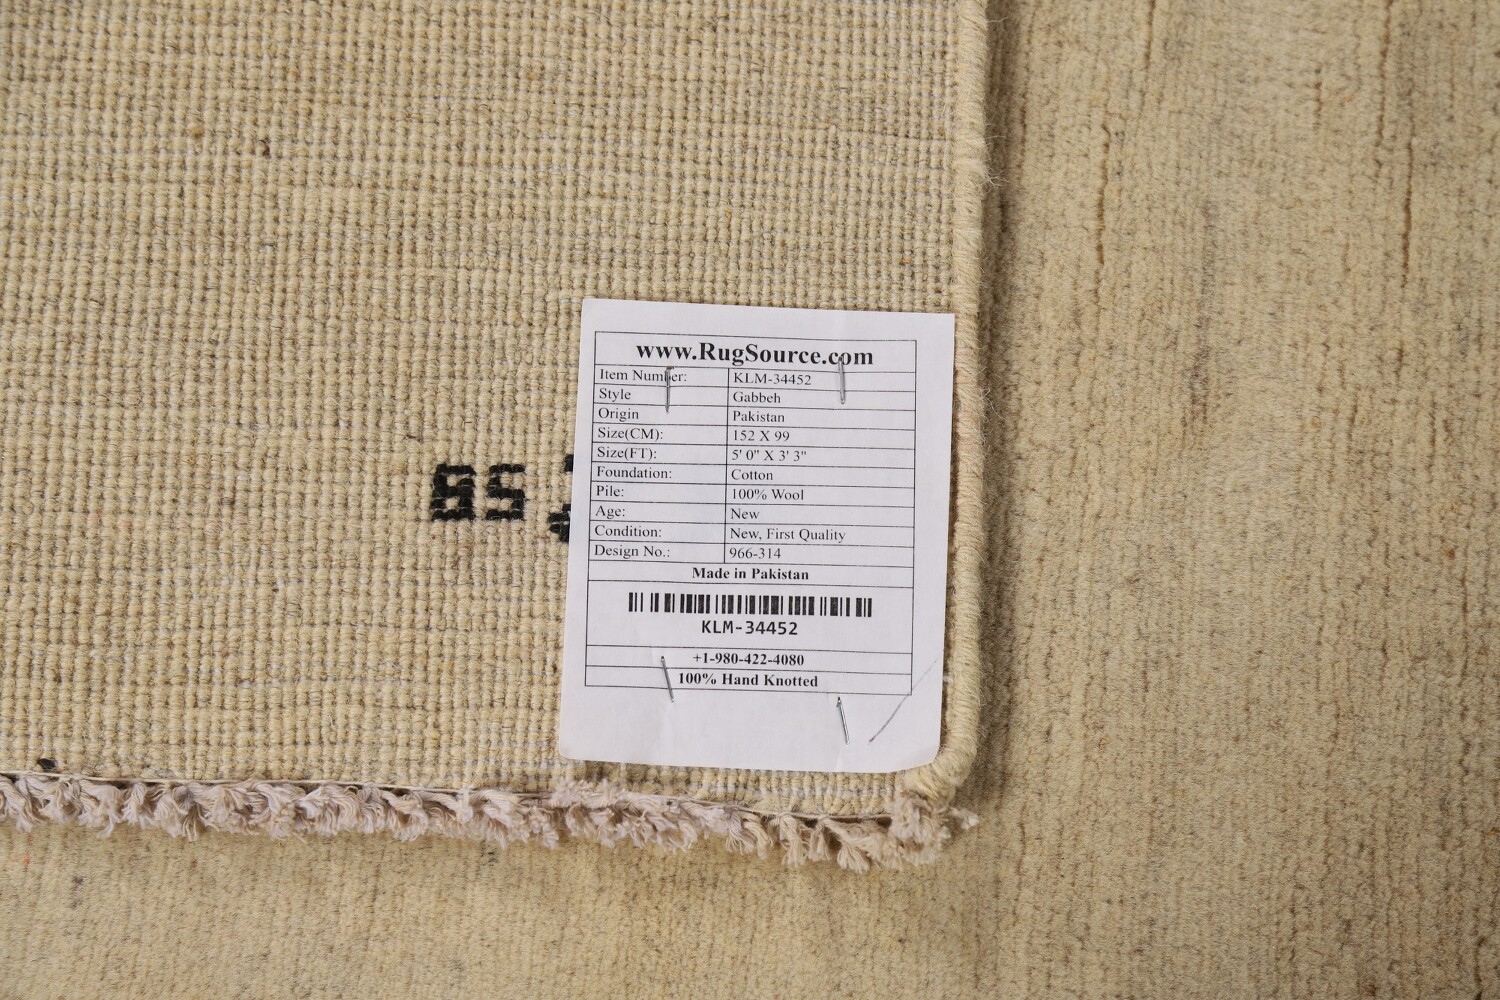 www.RugSource.com
Item Number: KLM-34452
Style Gabbeh
Origin Pakistan
Size(CM): 152 X 99
Size(FT): 5' 0" X 3' 3"
Foundation: Cotton
Pile: 100% Wool
Age: New
Condition: New, First Quality
Design No.: 966-314
Made in Pakistan
KLM-34452
+1-980-422-4080
100% Hand Knotted